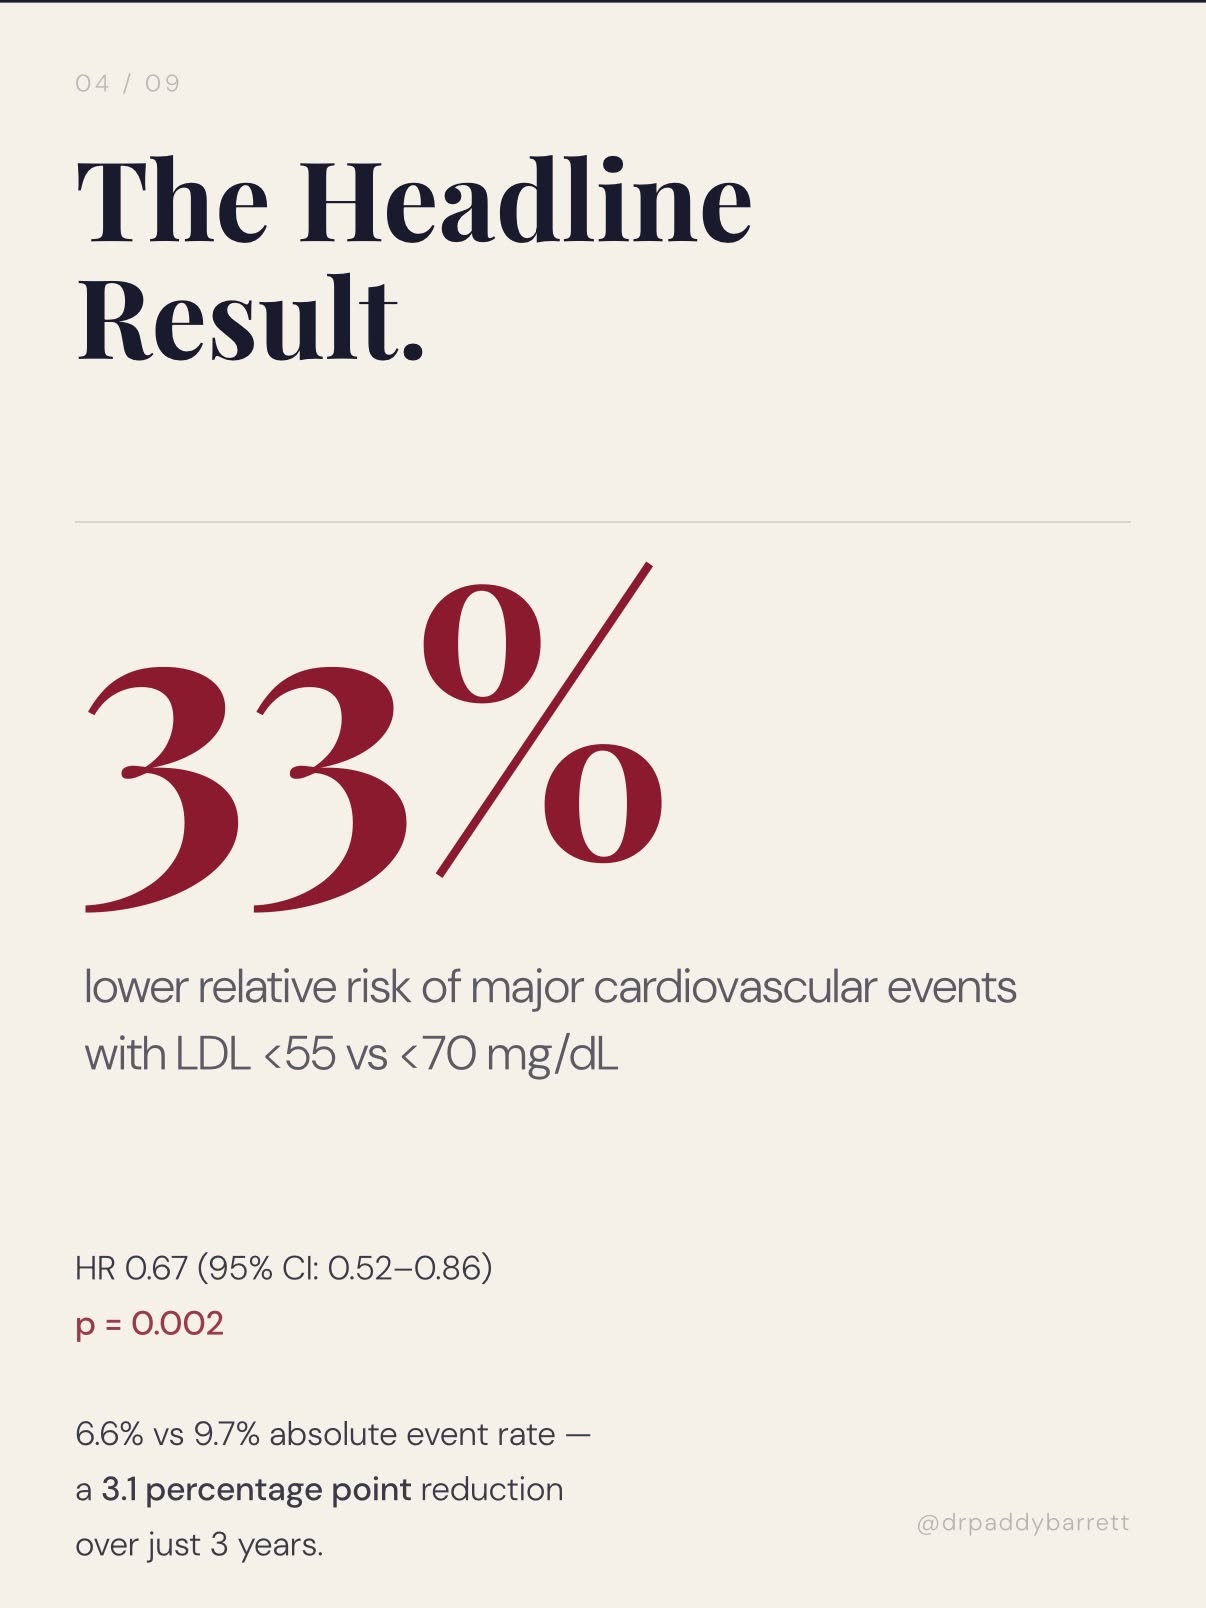 04 / 09
The Headline
Result.
33%
lower relative risk of major cardiovascular events
with LDL <55 vs <70 mg/dL
HR 0.67 (95% CI: 0.52–0.86)
p = 0.002
6.6% vs 9.7% absolute event rate —
a 3.1 percentage point reduction
over just 3 years.
@drpaddybarrett